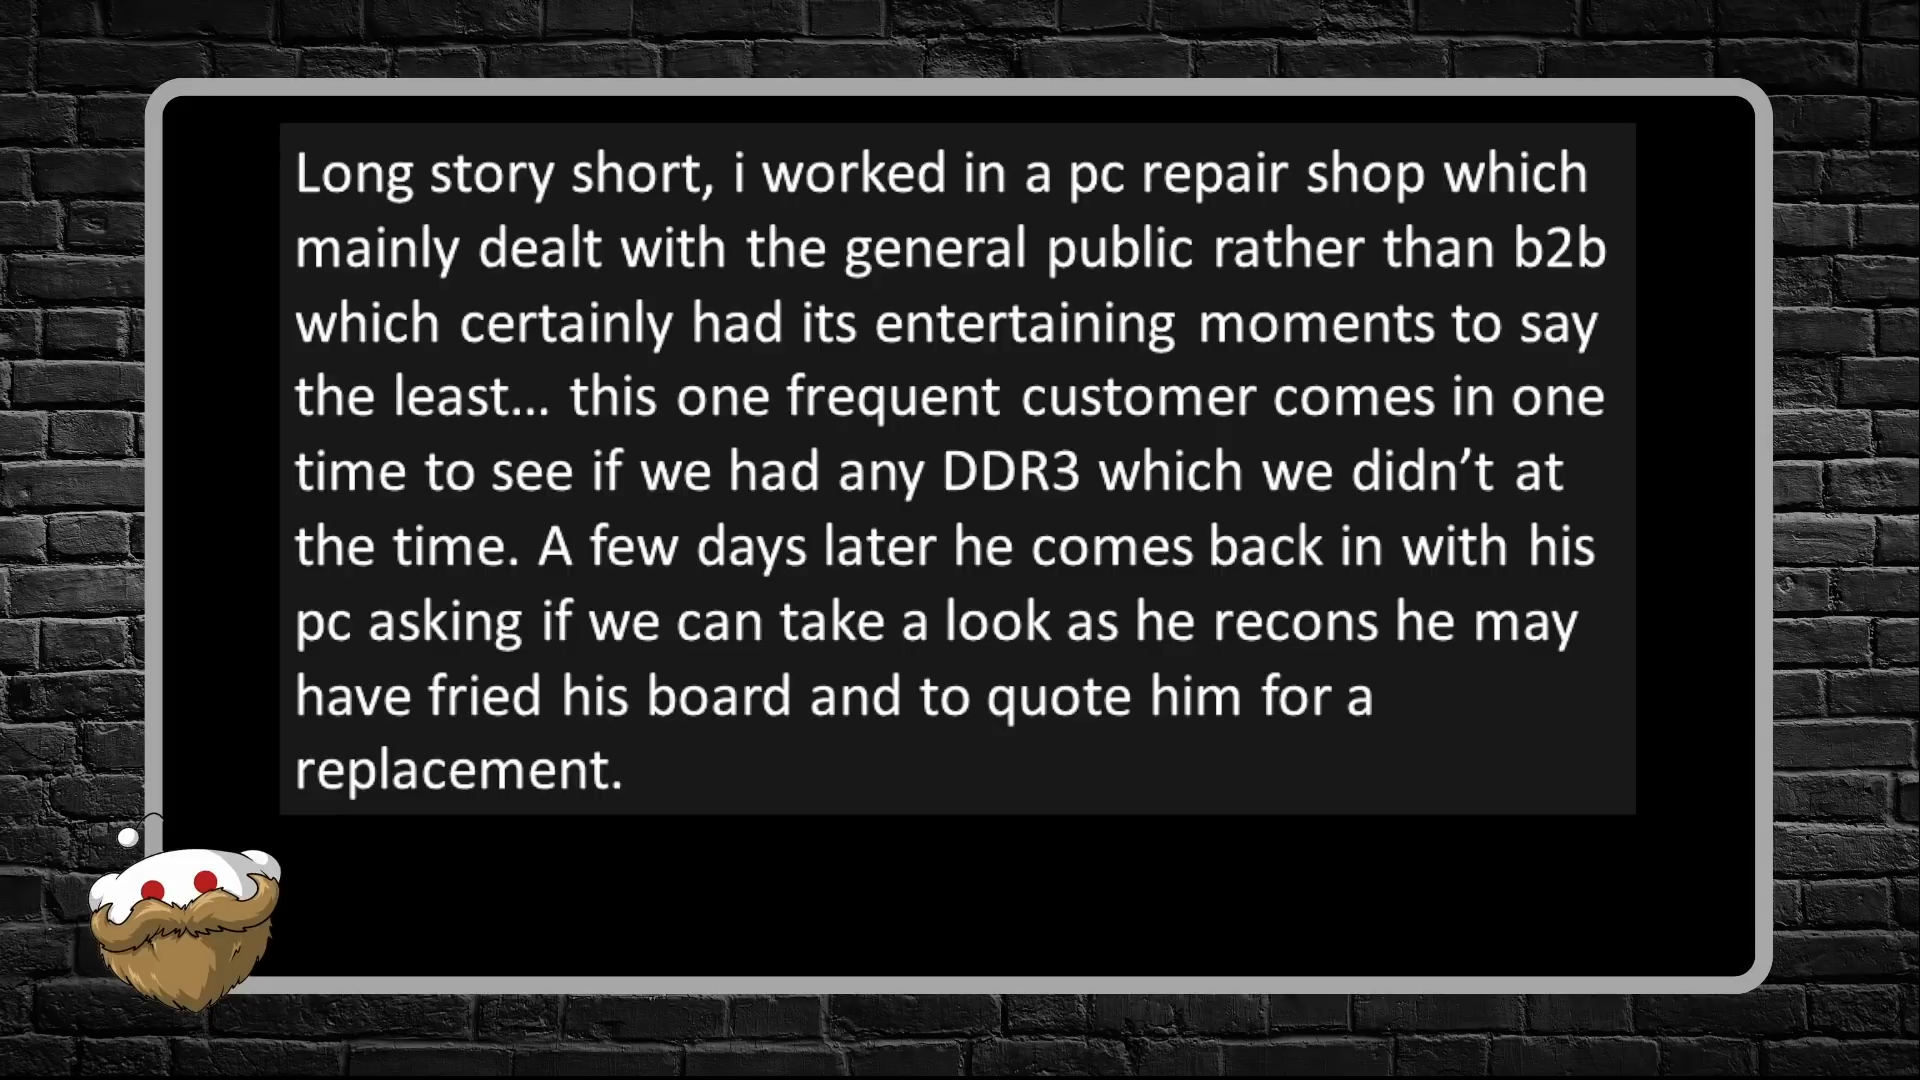 Long story short, i worked in a pc repair shop which
mainly dealt with the general public rather than b2b
which certainly had its entertaining moments to say
the least... this one frequent customer comes in one
time to see if we had any DDR3 which we didn’t at
the time. A few days later he comes back in with his
pc asking if we can take a look as he recons he may
have fried his board and to quote him for a
replacement.